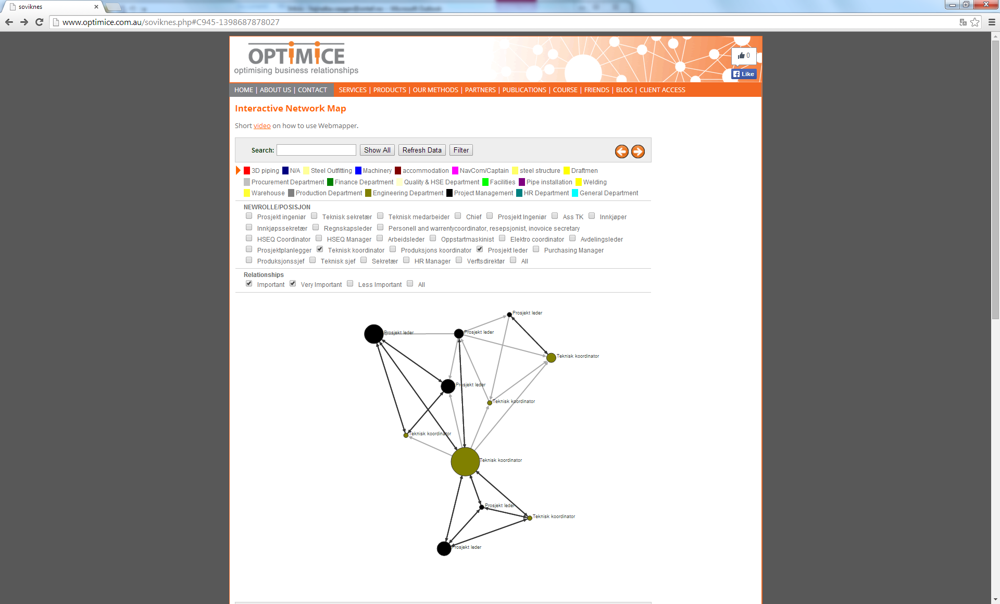 soviknes
www.optimice.com.au/soviknes.php#C945-1398687878027
OPTIMICE
optimising business relationships
0
Like
HOME | ABOUT US | CONTACT SERVICES | PRODUCTS | OUR METHODS | PARTNERS | PUBLICATIONS | COURSE | FRIENDS | BLOG | CLIENT ACCESS
Interactive Network Map
Short video on how to use Webmapper.
Search: Show All Refresh Data Filter
3D piping N/A Steel Outfitting Machinery accommodation NavCom/Captain steel structure Draftmen
Procurement Department Finance Department Quality & HSE Department Facilities Pipe installation Welding
Warehouse Production Department Engineering Department Project Management HR Department General Department
NEWROLLE/POSISJON
Prosjekt ingeniør Teknisk sekretær Teknisk medarbeider Chief Prosjekt Ingeniør Ass TK Innkjøper
Innkjøpssekretær Regnskapsleder Personell and warrentycoordinator, resepsjonist, inovoice secretary
HSEQ Coordinator HSEQ Manager Arbeidsleder Oppstartmaskinist Elektro coordinator Avdelingsleder
Prosjektplanlegger Teknisk koordinator Produksjons koordinator Prosjekt leder Purchasing Manager
Produksjonssjef Teknisk sjef Sekretær HR Manager Verftsdirektør All
Relationships
Important Very Important Less Important All
Prosjekt leder
Prosjekt leder
Prosjekt leder
Teknisk koordinator
Prosjekt leder
Teknisk koordinator
Teknisk koordinator
Teknisk koordinator
Prosjekt leder
Teknisk koordinator
Prosjekt leder